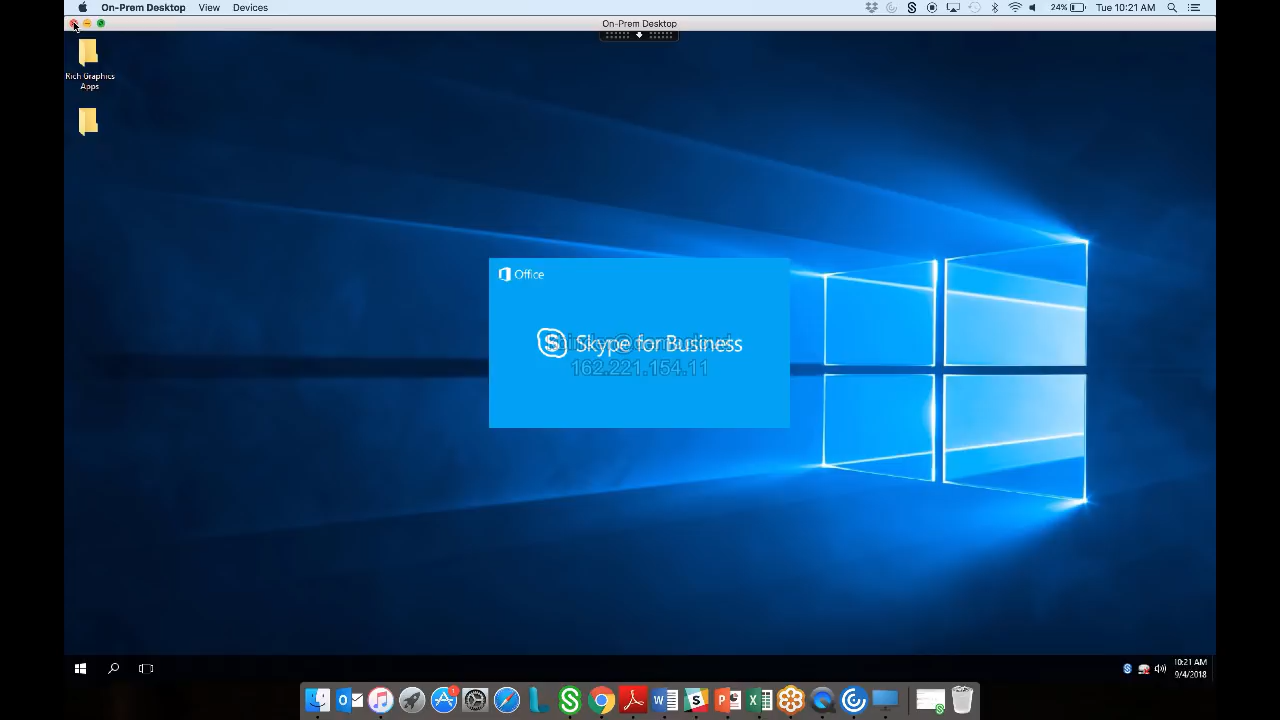 On-Prem Desktop View Devices 24% Tue 10:21 AM
On-Prem Desktop
Rich Graphics
Apps
Office
Skype for Business
162.221.154.11
10:21 AM
9/4/2018